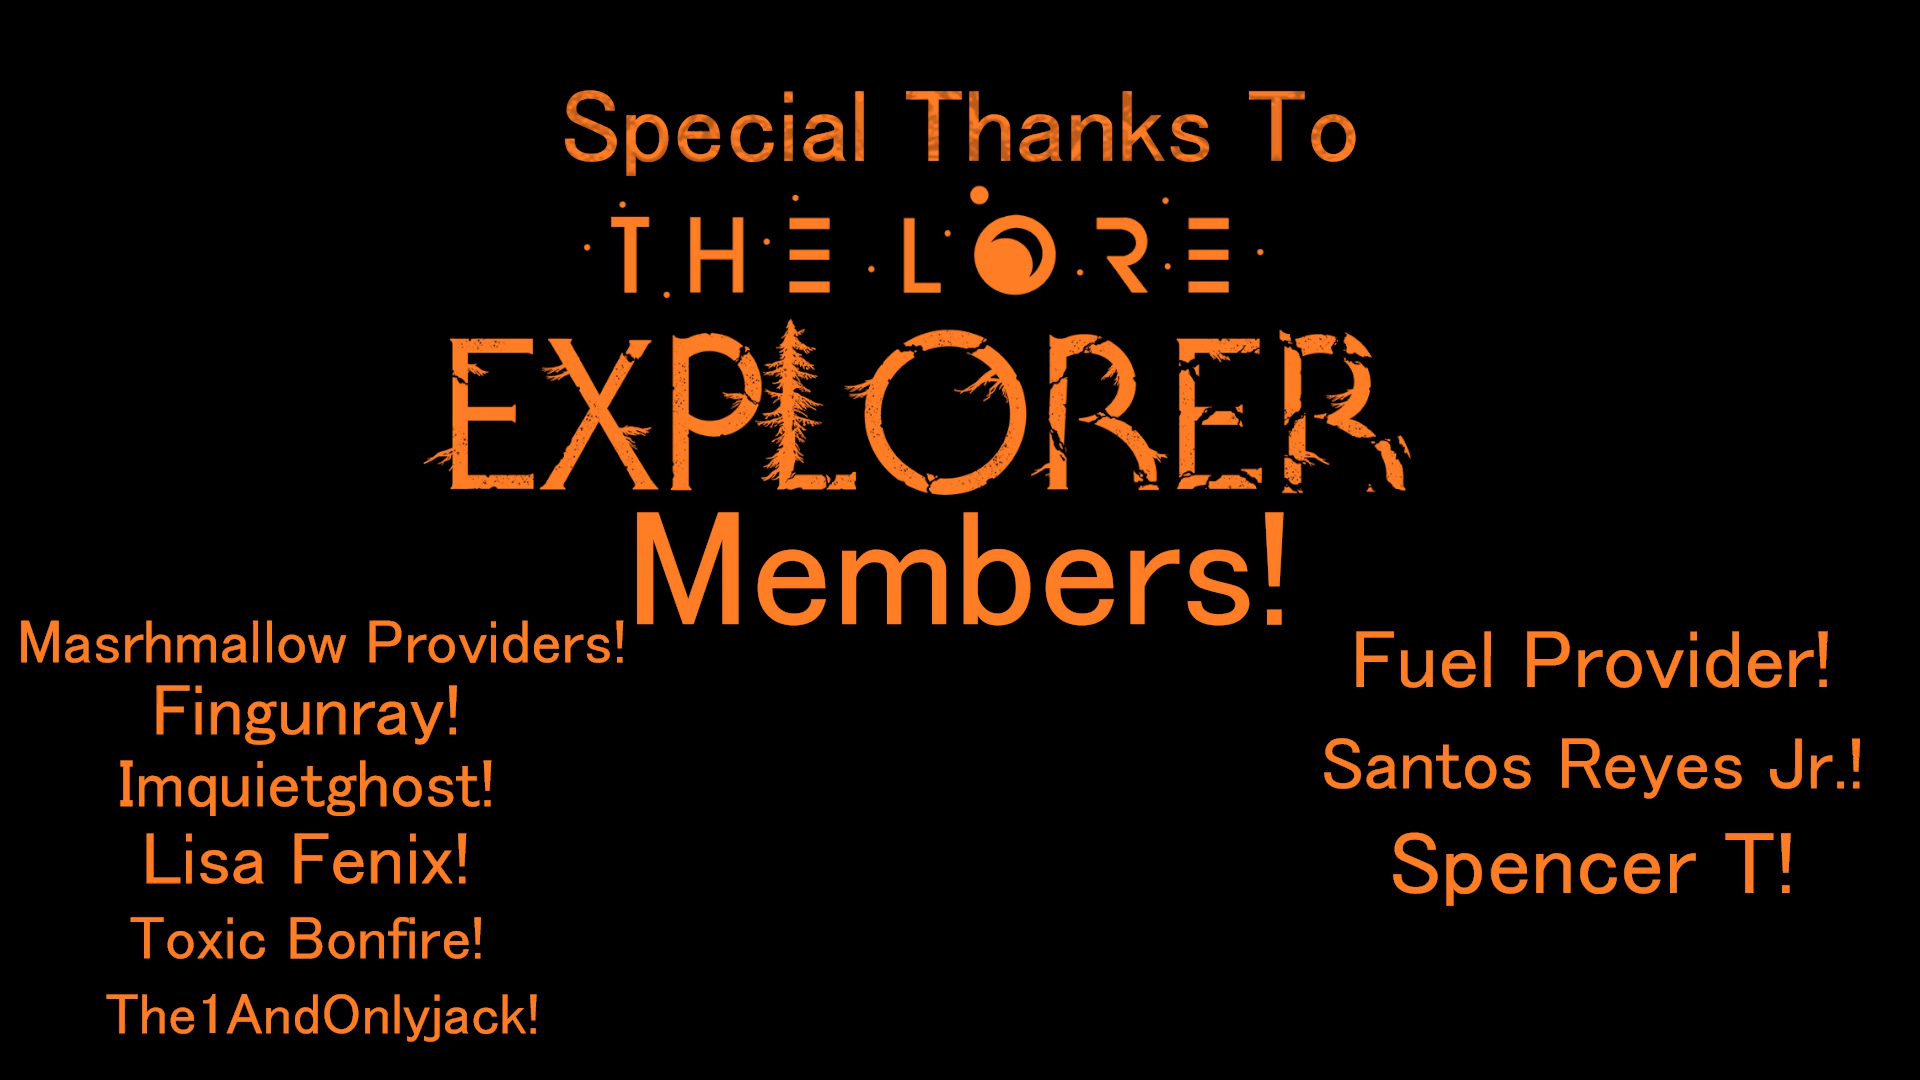 Special Thanks To
THE LORE
EXPLORER
Members!
Masrhmallow Providers!
Fingunray!
Imquietghost!
Lisa Fenix!
Toxic Bonfire!
The1AndOnlyjack!
Fuel Provider!
Santos Reyes Jr.!
Spencer T!